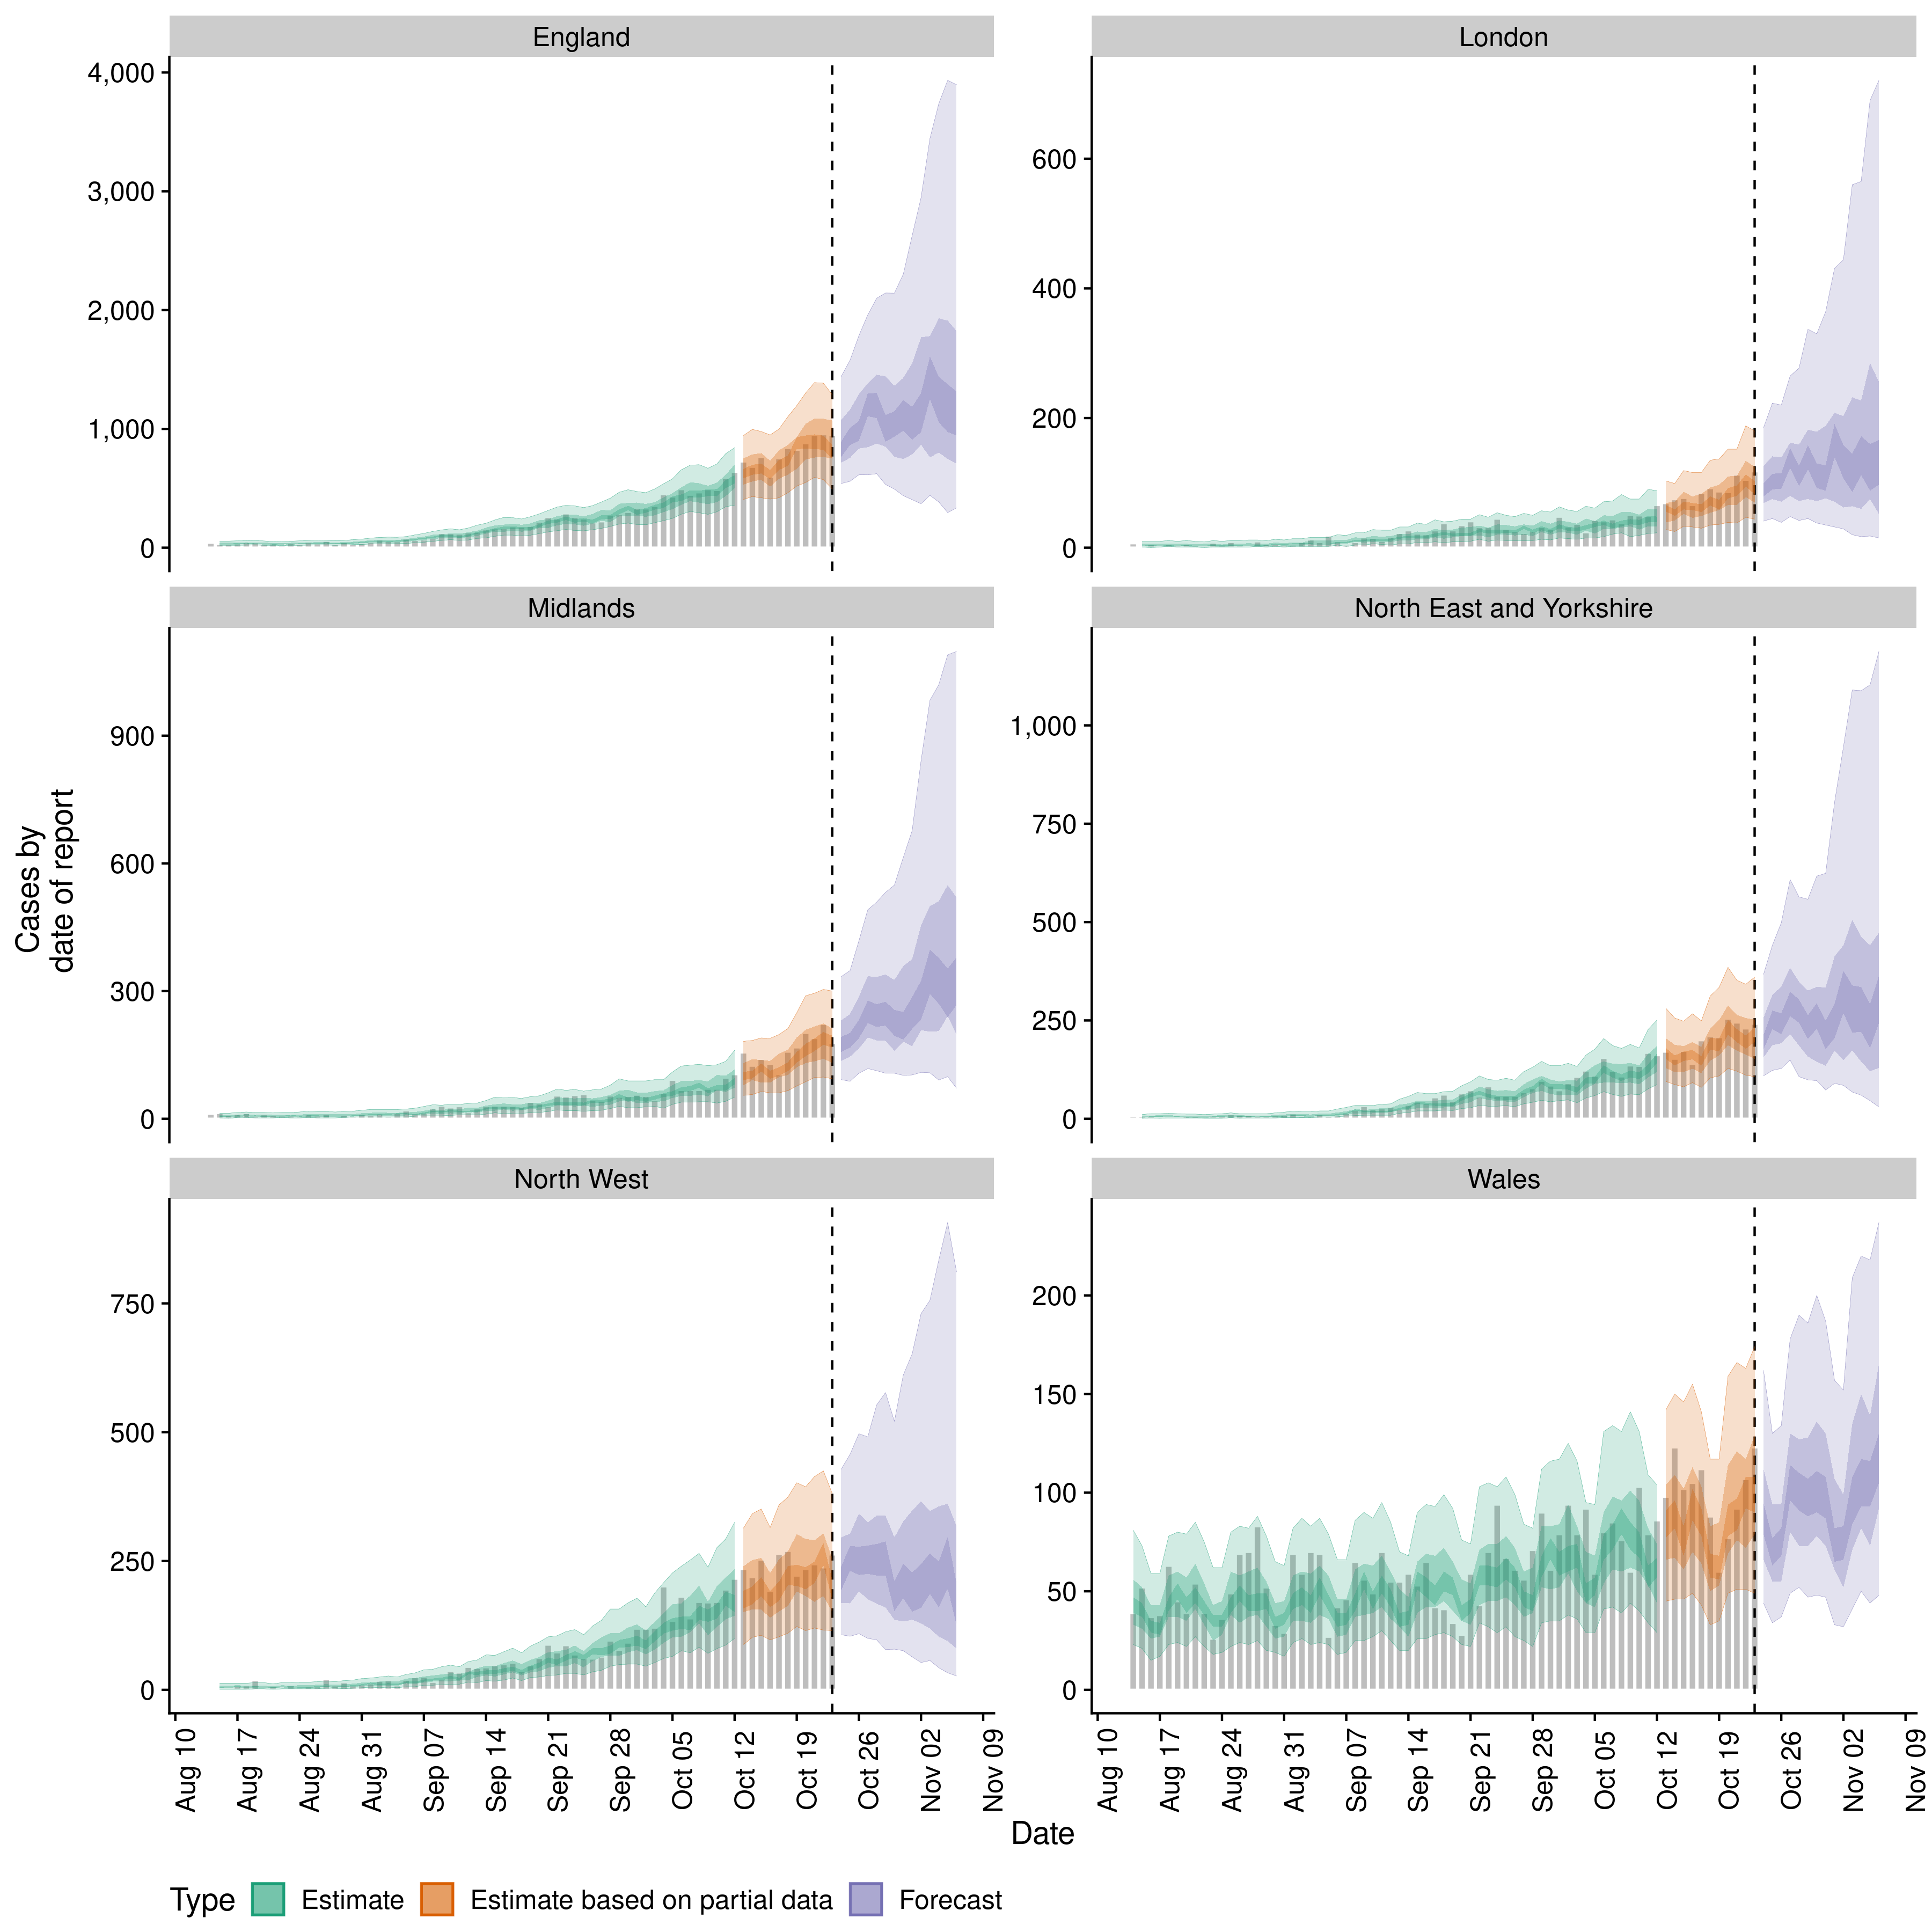 England
London
4,000
3,000
2,000
1,000
0
600
400
200
0
Midlands
North East and Yorkshire
900
600
300
0
1,000
750
500
250
0
North West
Wales
750
500
250
0
200
150
100
50
0
Cases by
date of report
Aug 10
Aug 17
Aug 24
Aug 31
Sep 07
Sep 14
Sep 21
Sep 28
Oct 05
Oct 12
Oct 19
Oct 26
Nov 02
Nov 09
Aug 10
Aug 17
Aug 24
Aug 31
Sep 07
Sep 14
Sep 21
Sep 28
Oct 05
Oct 12
Oct 19
Oct 26
Nov 02
Nov 09
Date
Type Estimate Estimate based on partial data Forecast